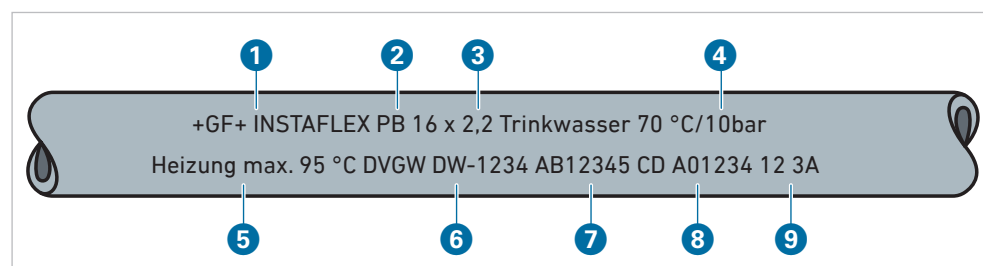 1 2 3 4
+GF+ INSTAFLEX PB 16 x 2,2 Trinkwasser 70 °C/10bar
Heizung max. 95 °C DVGW DW-1234 AB12345 CD A01234 12 3A
5 6 7 8 9